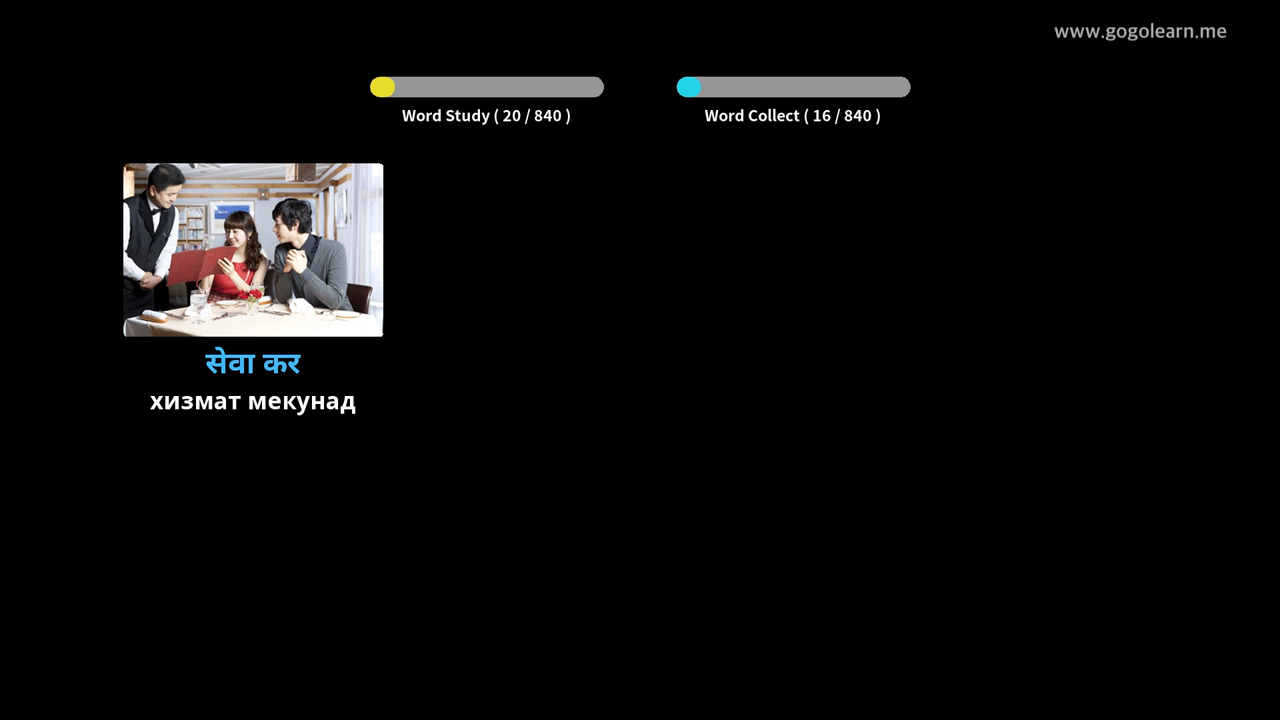 www.gogolearn.me
Word Study ( 20 / 840 )
Word Collect ( 16 / 840 )
सेवा कर
хизмат мекунад